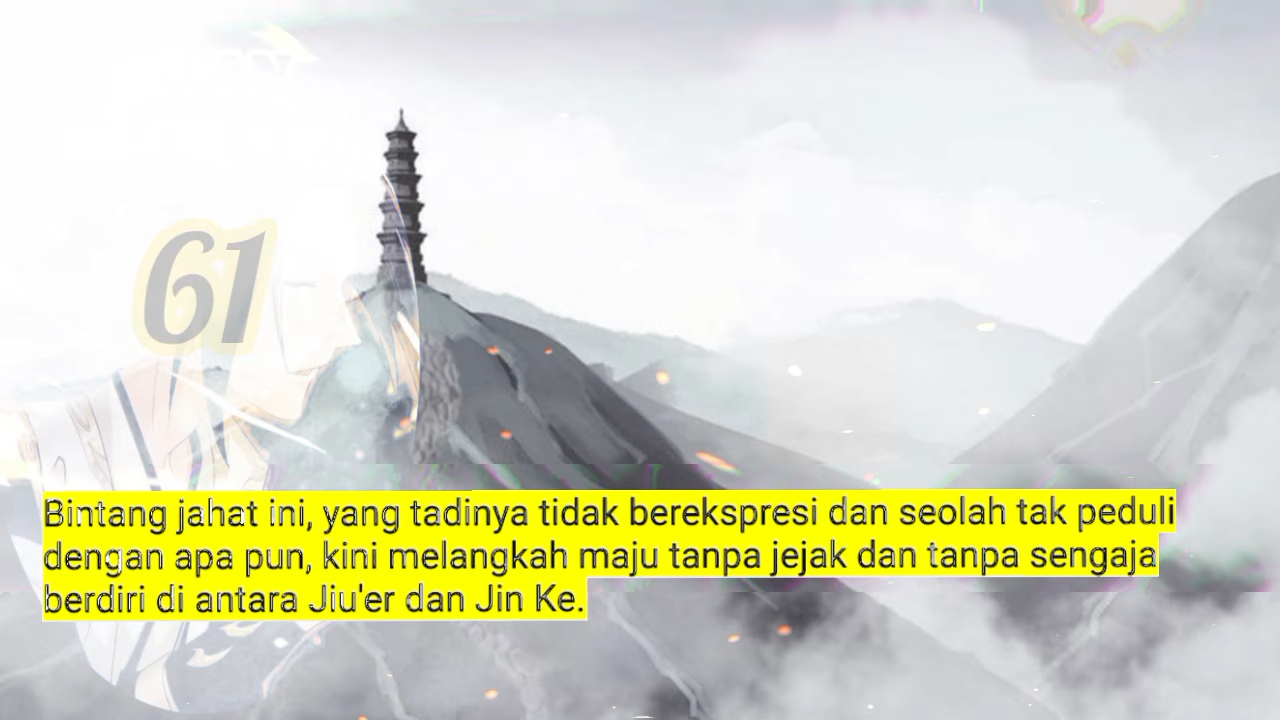 61
Bintang jahat ini, yang tadinya tidak berekspresi dan seolah tak peduli
dengan apa pun, kini melangkah maju tanpa jejak dan tanpa sengaja
berdiri di antara Jiu'er dan Jin Ke.